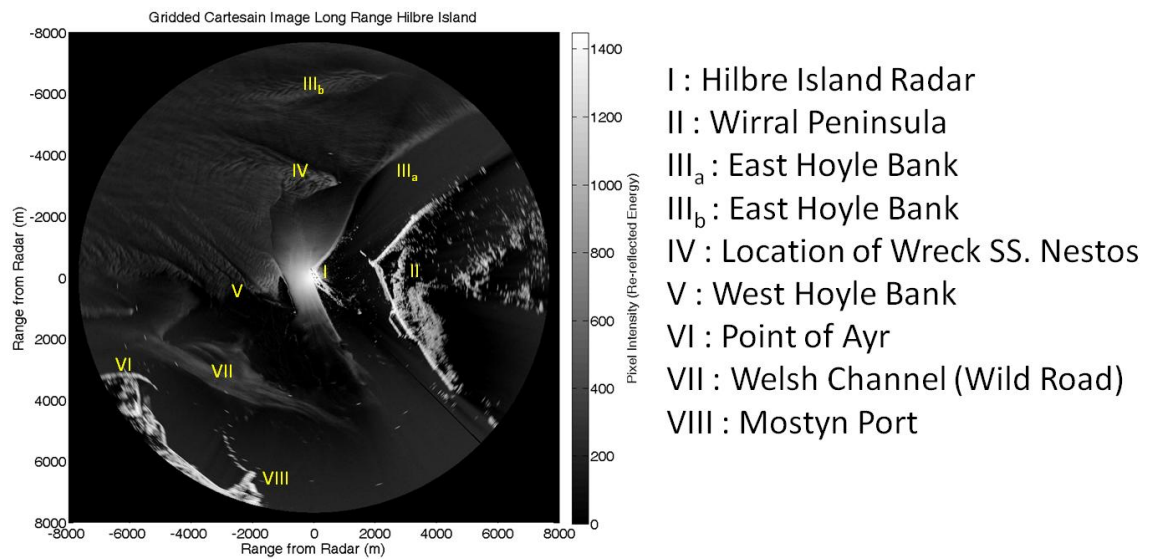 Gridded Cartesain Image Long Range Hilbre Island
-8000
-6000
-4000
-2000
0
2000
4000
6000
8000
Range from Radar (m)
-8000 -6000 -4000 -2000 0 2000 4000 6000 8000
Range from Radar (m)
III_b
IV
III_a
I
II
V
VI
VII
VIII
1400
1200
1000
800
600
400
200
0
Pixel Intensity (Re-reflected Energy)
I : Hilbre Island Radar
II : Wirral Peninsula
III_a : East Hoyle Bank
III_b : East Hoyle Bank
IV : Location of Wreck SS. Nestos
V : West Hoyle Bank
VI : Point of Ayr
VII : Welsh Channel (Wild Road)
VIII : Mostyn Port